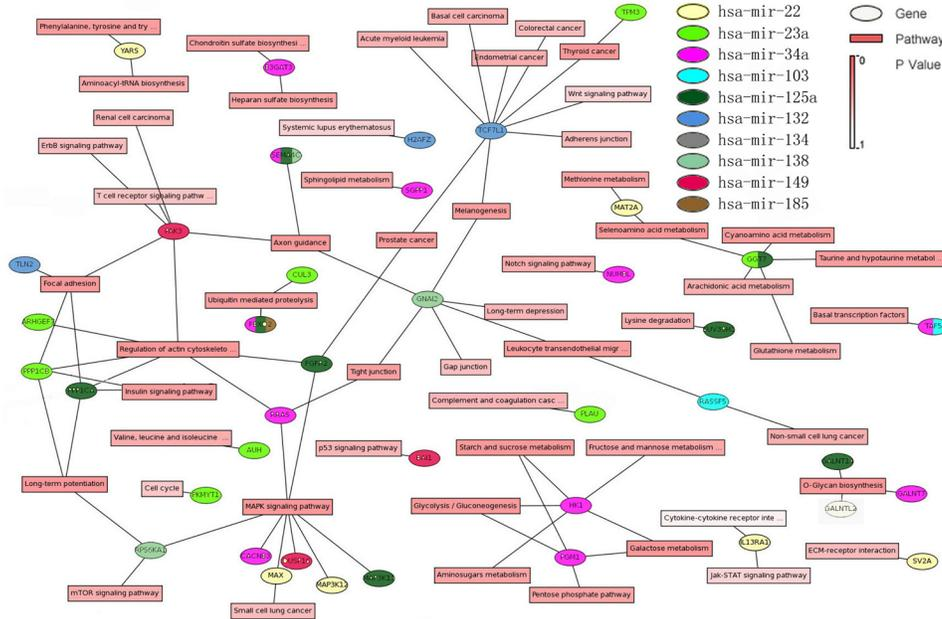 Phenylalanine, tyrosine and try ...
YARS
Aminoacyl-tRNA biosynthesis
Renal cell carcinoma
ErbB signaling pathway
T cell receptor signaling pathw ...
Chondroitin sulfate biosynthesi ...
B3GAT3
Heparan sulfate biosynthesis
Systemic lupus erythematosus
H2AFZ
SEMA4C
Sphingolipid metabolism
SGPP1
Basal cell carcinoma
Colorectal cancer
Acute myeloid leukemia
Endometrial cancer
TPM3
Thyroid cancer
Wnt signaling pathway
TCF7L1
Adherens junction
Melanogenesis
Prostate cancer
Axon guidance
TLN2
Focal adhesion
CUL3
Ubiquitin mediated proteolysis
GNAI2
Long-term depression
Notch signaling pathway
Methionine metabolism
MAT2A
Selenoamino acid metabolism
Cyanoamino acid metabolism
GGT7
Taurine and hypotaurine metabol ...
Arachidonic acid metabolism
Glutathione metabolism
Lysine degradation
Basal transcription factors
ARHGEF7
Regulation of actin cytoskeleto ...
PPP1CB
Insulin signaling pathway
Tight junction
Gap junction
Leukocyte transendothelial migr ...
RRAS
RASSF5
Non-small cell lung cancer
Complement and coagulation casc ...
PLAU
Valine, leucine and isoleucine ...
AUH
p53 signaling pathway
BAI1
Long-term potentiation
Cell cycle
PKMYT1
MAPK signaling pathway
RPS6KA1
mTOR signaling pathway
CACNB3
DUSP16
MAX
MAP3K12
MAP3K11
Small cell lung cancer
Starch and sucrose metabolism
Fructose and mannose metabolism ...
Glycolysis / Gluconeogenesis
HK1
PGM1
Galactose metabolism
Aminosugars metabolism
Pentose phosphate pathway
Cytokine-cytokine receptor inte ...
IL13RA1
Jak-STAT signaling pathway
O-Glycan biosynthesis
GALNT7
GALNTL2
ECM-receptor interaction
SV2A
hsa-mir-22
hsa-mir-23a
hsa-mir-34a
hsa-mir-103
hsa-mir-125a
hsa-mir-132
hsa-mir-134
hsa-mir-138
hsa-mir-149
hsa-mir-185
Gene
Pathway
0
P Value
1